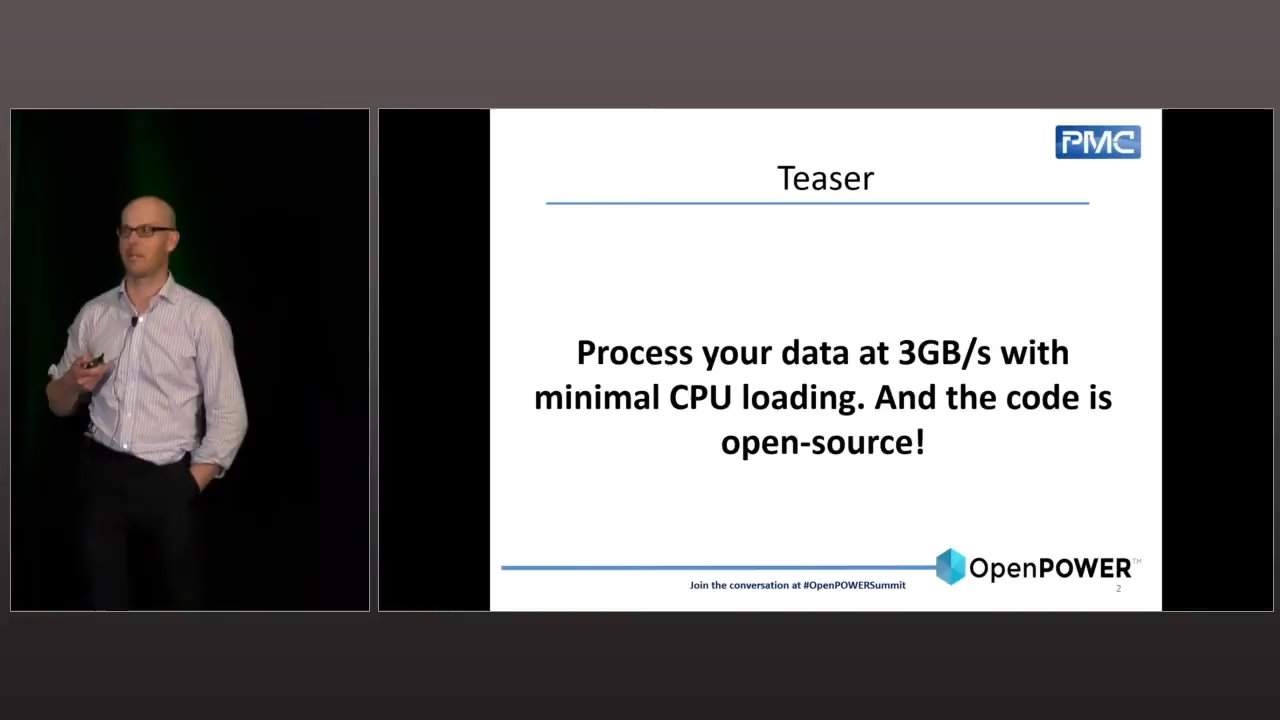 PMC
Teaser
Process your data at 3GB/s with
minimal CPU loading. And the code is
open-source!
OpenPOWER™
Join the conversation at #OpenPOWERSummit
2